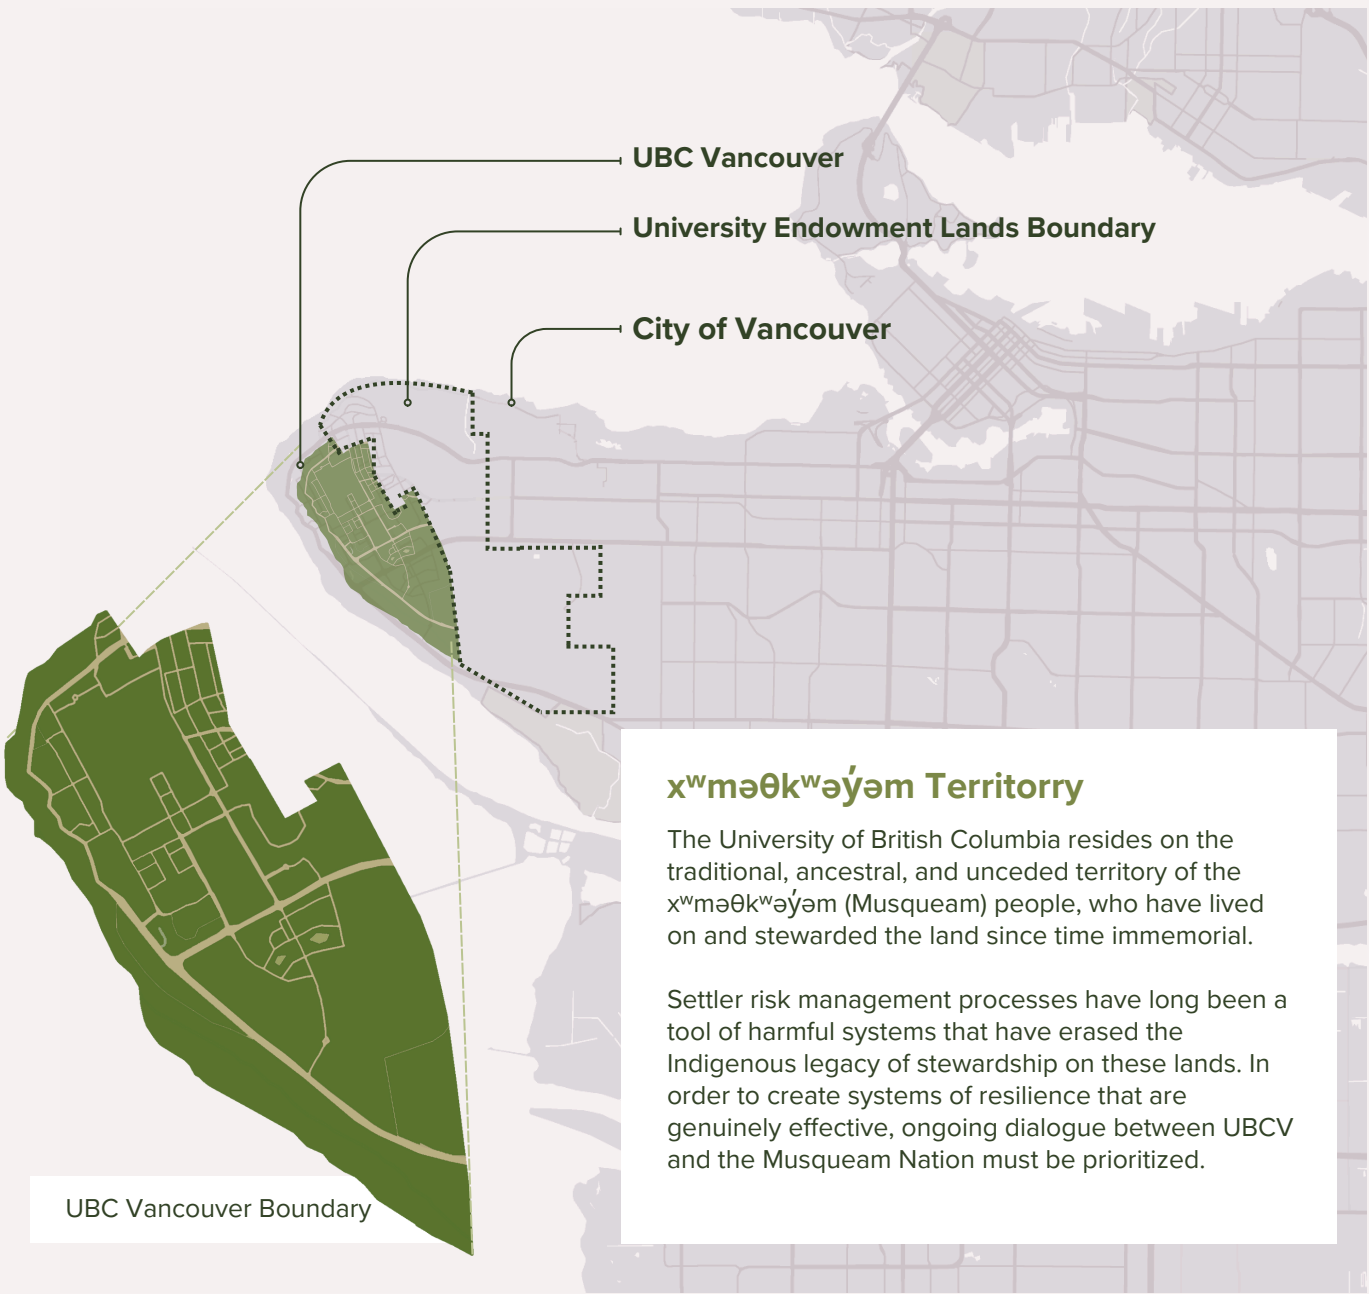 UBC Vancouver
University Endowment Lands Boundary
City of Vancouver
xʷməθkʷəy̓əm Territorry
The University of British Columbia resides on the
traditional, ancestral, and unceded territory of the
xʷməθkʷəy̓əm (Musqueam) people, who have lived
on and stewarded the land since time immemorial.
Settler risk management processes have long been a
tool of harmful systems that have erased the
Indigenous legacy of stewardship on these lands. In
order to create systems of resilience that are
genuinely effective, ongoing dialogue between UBCV
and the Musqueam Nation must be prioritized.
UBC Vancouver Boundary